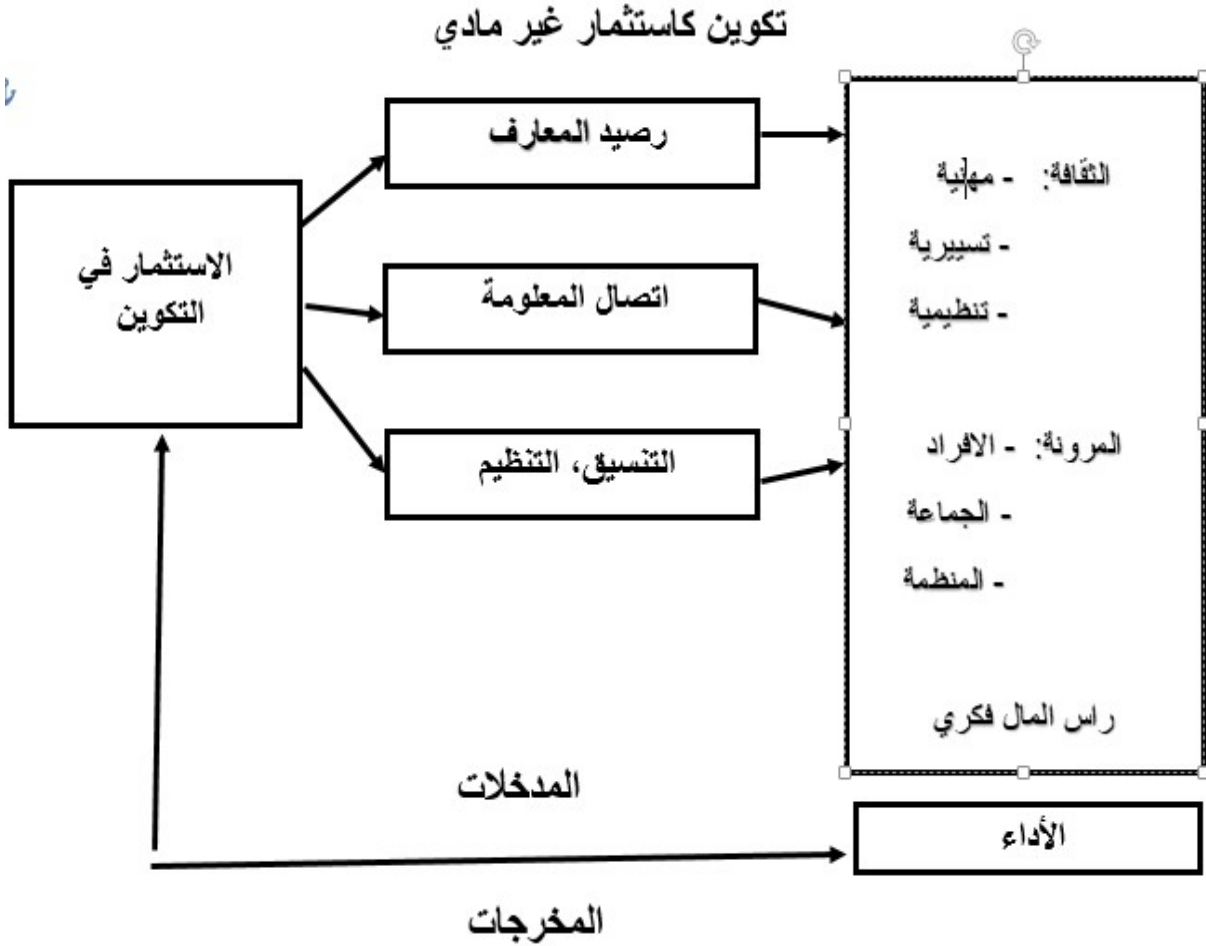 تكوين كاستثمار غير مادي
رصيد المعارف
اتصال المعلومة
التنسيق، التنظيم
الاستثمار في
التكوين
الثقافة: - مهنية
- تسييرية
- تنظيمية
المرونة: - الافراد
- الجماعة
- المنظمة
راس المال فكري
المدخلات
الأداء
المخرجات